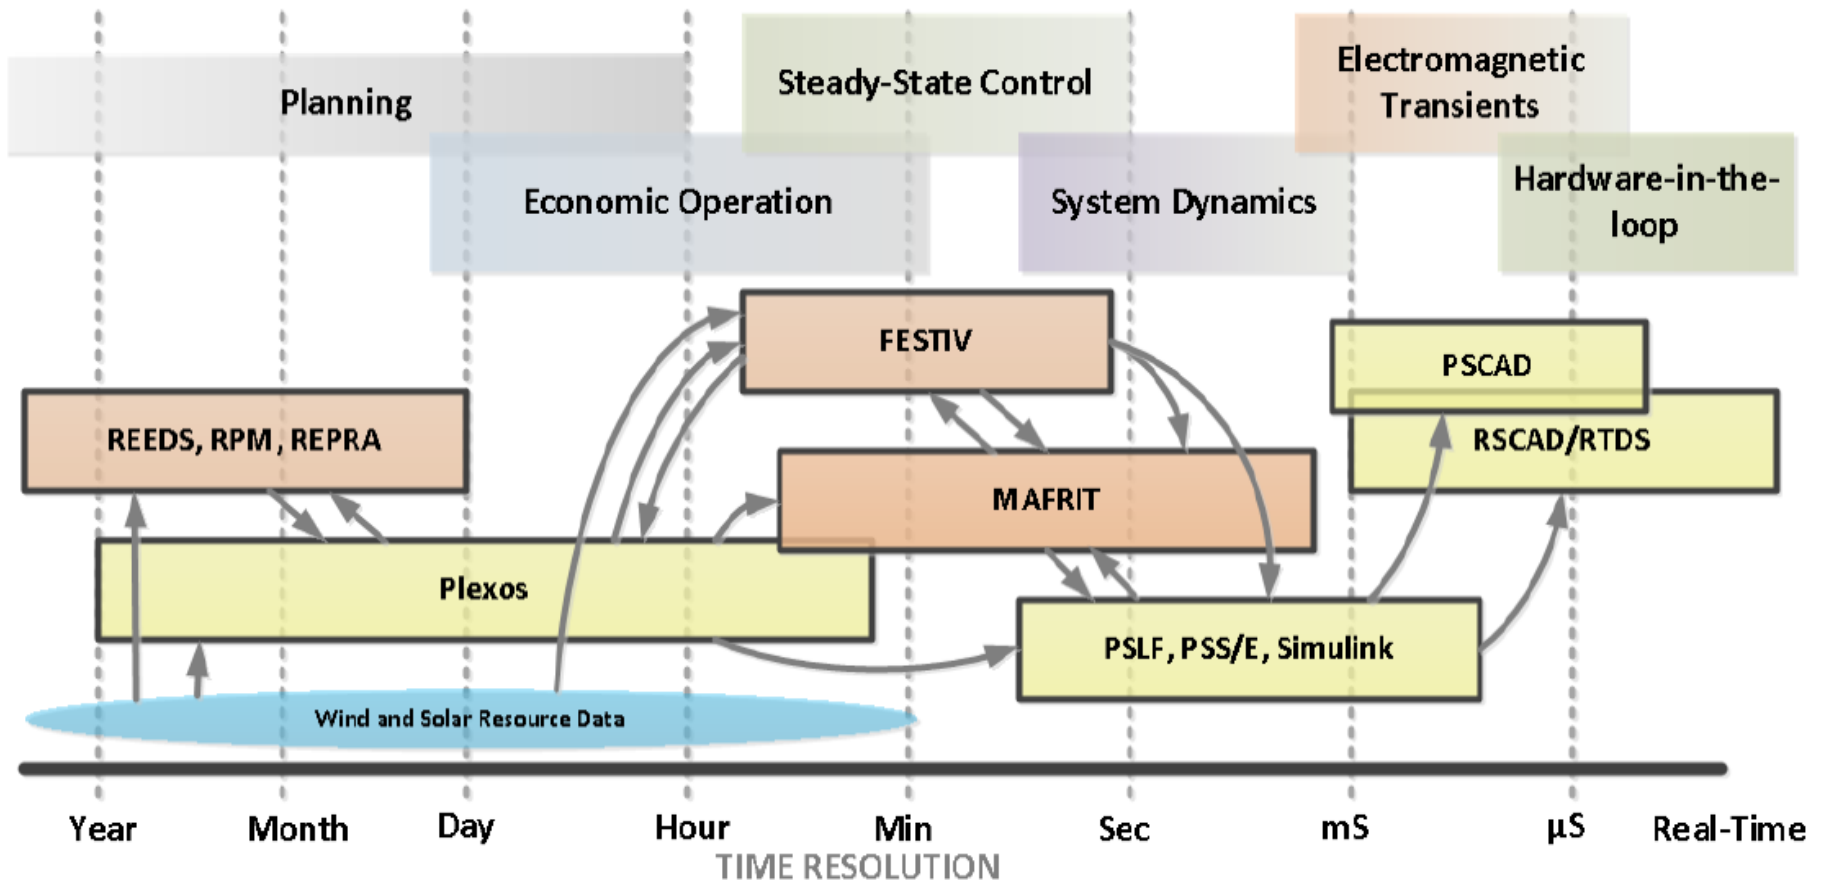 Planning
Steady-State Control
Electromagnetic
Transients
Economic Operation
System Dynamics
Hardware-in-the-
loop
FESTIV
PSCAD
REEDS, RPM, REPRA
RSCAD/RTDS
MAFRIT
Plexos
PSLF, PSS/E, Simulink
Wind and Solar Resource Data
Year
Month
Day
Hour
Min
Sec
mS
µS
Real-Time
TIME RESOLUTION